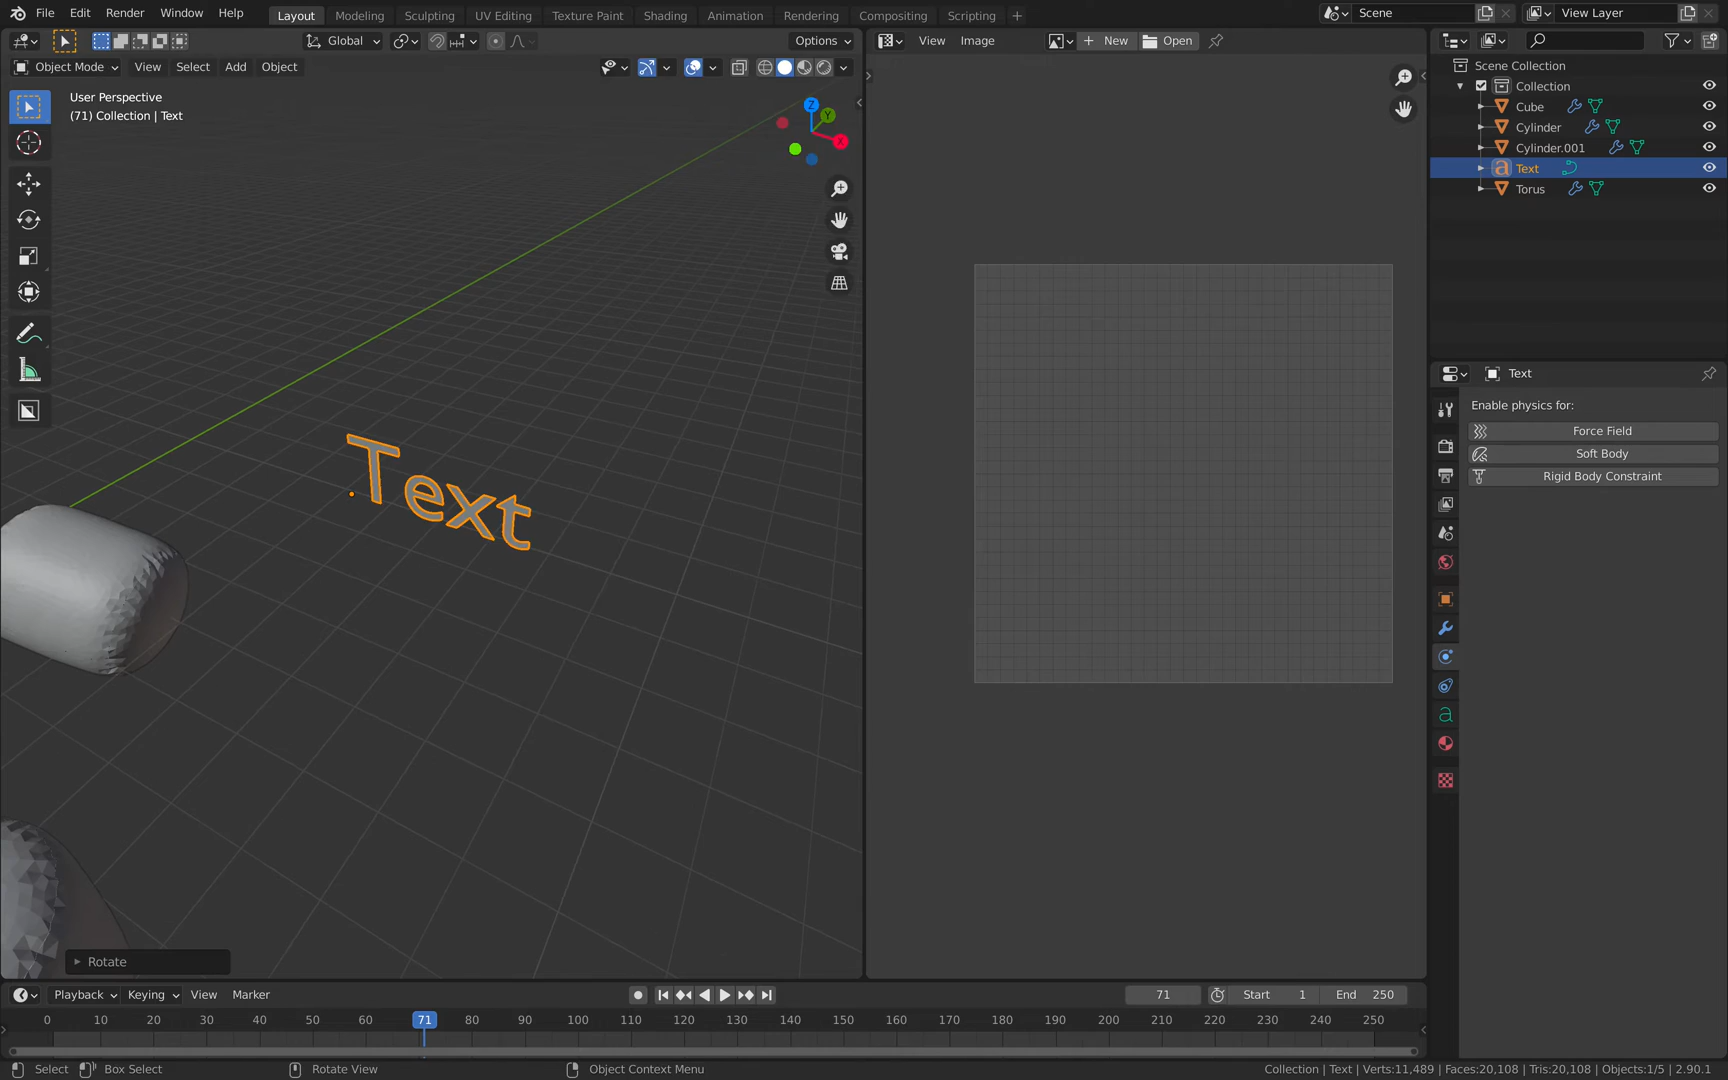 File Edit Render Window Help Layout Modeling Sculpting UV Editing Texture Paint Shading Animation Rendering Compositing Scripting + Scene View Layer
Global Options View Image New Open
Object Mode View Select Add Object Scene Collection
User Perspective
(71) Collection | Text
Z
Y
X
Collection
Cube
Cylinder
Cylinder.001
a Text
Torus
Text
Enable physics for:
Force Field
Soft Body
Rigid Body Constraint
Text
Rotate
Playback Keying View Marker 71 Start 1 End 250
0 10 20 30 40 50 60 71 80 90 100 110 120 130 140 150 160 170 180 190 200 210 220 230 240 250
Select Box Select Rotate View Object Context Menu Collection | Text | Verts:11,489 | Faces:20,108 | Tris:20,108 | Objects:1/5 | 2.90.1